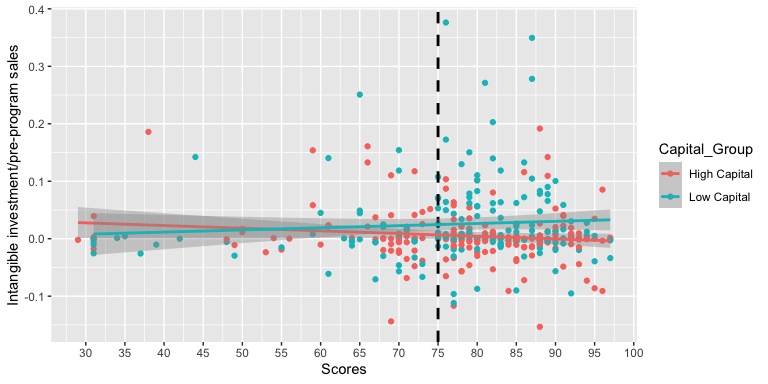 Intangible investment/pre-program sales
0.4
0.3
0.2
0.1
0.0
-0.1
30 35 40 45 50 55 60 65 70 75 80 85 90 95 100
Scores
Capital_Group
High Capital
Low Capital